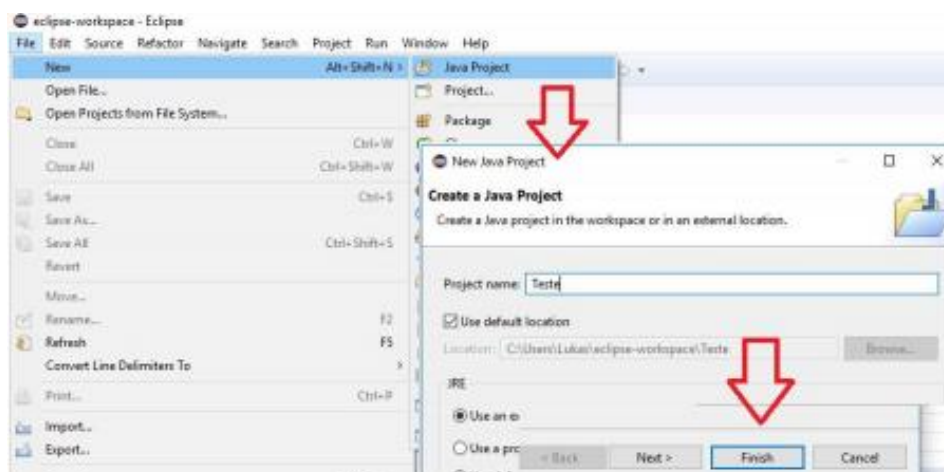 eclipse-workspace - Eclipse
File Edit Source Refactor Navigate Search Project Run Window Help
New Alt+Shift+N >
Java Project
Open File...
Project...
Open Projects from File System...
Package
Close Ctrl+W
Close All Ctrl+Shift+W
Save Ctrl+S
Save As...
Save All Ctrl+Shift+S
Revert
Move...
Rename... F2
Refresh F5
Convert Line Delimiters To >
Print... Ctrl+P
Import...
Export...
New Java Project
Create a Java Project
Create a Java project in the workspace or in an external location.
Project name: Teste
Use default location
Location: C:\Users\Lukas\eclipse-workspace\Teste Browse...
JRE
Use an
Use a
< Back Next > Finish Cancel